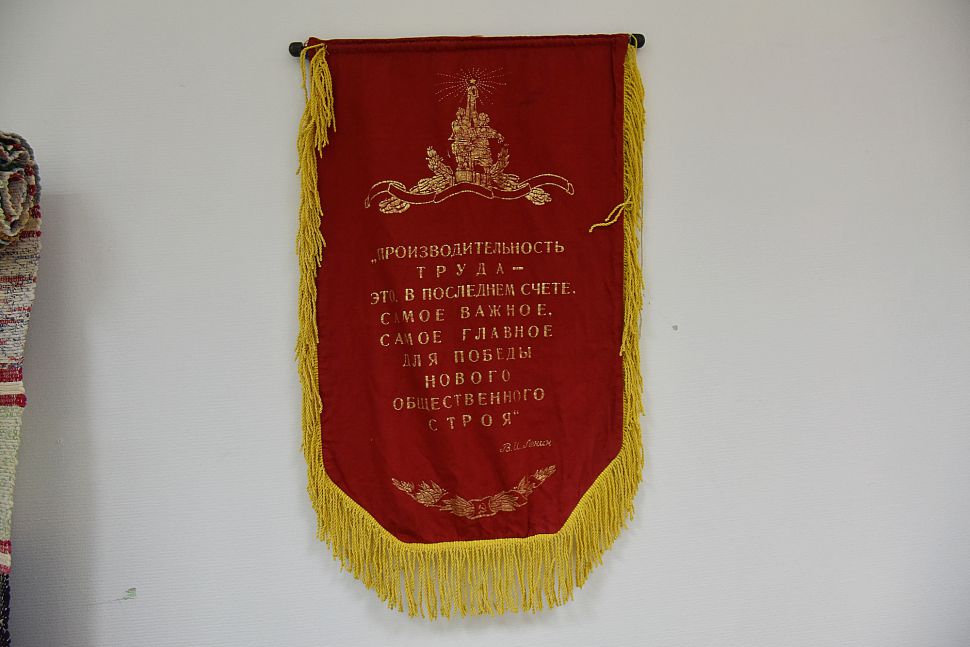 „ПРОИЗВОДИТЕЛЬНОСТЬ
ТРУДА —
ЭТО, В ПОСЛЕДНЕМ СЧЕТЕ,
САМОЕ ВАЖНОЕ,
САМОЕ ГЛАВНОЕ
ДЛЯ ПОБЕДЫ
НОВОГО
ОБЩЕСТВЕННОГО
СТРОЯ"
В.И. Ленин